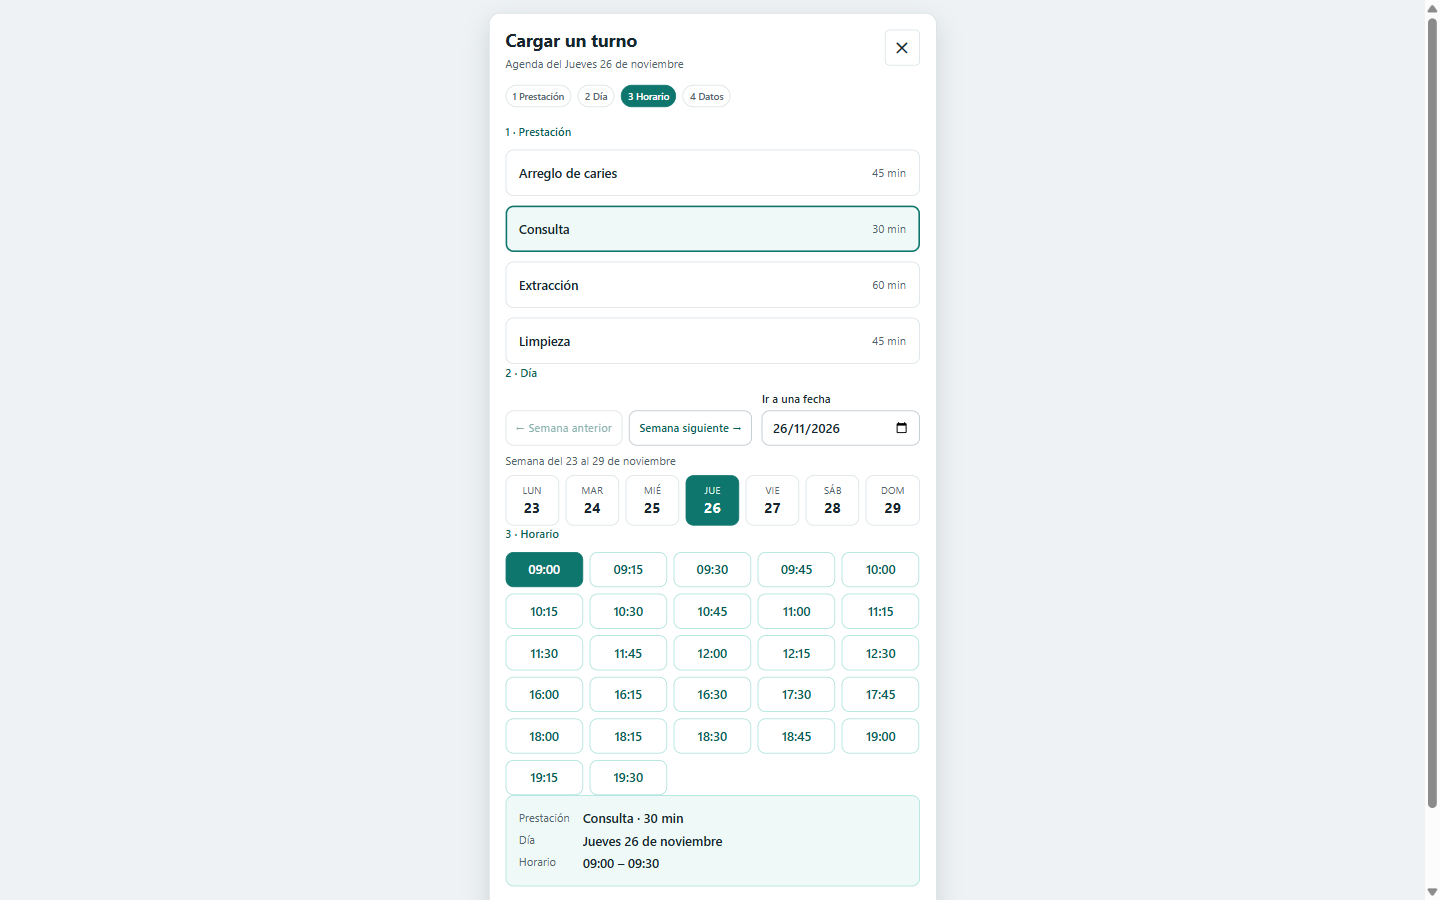 Cargar un turno
Agenda del Jueves 26 de noviembre
1 Prestación 2 Día 3 Horario 4 Datos
1 · Prestación
Arreglo de caries 45 min
Consulta 30 min
Extracción 60 min
Limpieza 45 min
2 · Día
Ir a una fecha
← Semana anterior Semana siguiente → 26/11/2026
Semana del 23 al 29 de noviembre
LUN MAR MIÉ JUE VIE SÁB DOM
23 24 25 26 27 28 29
3 · Horario
09:00 09:15 09:30 09:45 10:00
10:15 10:30 10:45 11:00 11:15
11:30 11:45 12:00 12:15 12:30
16:00 16:15 16:30 17:30 17:45
18:00 18:15 18:30 18:45 19:00
19:15 19:30
Prestación Consulta · 30 min
Día Jueves 26 de noviembre
Horario 09:00 – 09:30